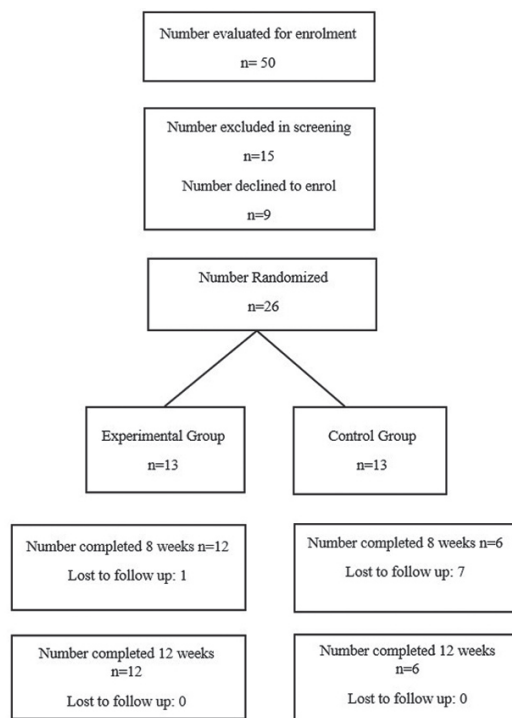 Number evaluated for enrolment
n= 50
Number excluded in screening
n=15
Number declined to enrol
n=9
Number Randomized
n=26
Experimental Group
n=13
Control Group
n=13
Number completed 8 weeks n=12
Lost to follow up: 1
Number completed 8 weeks n=6
Lost to follow up: 7
Number completed 12 weeks
n=12
Lost to follow up: 0
Number completed 12 weeks
n=6
Lost to follow up: 0